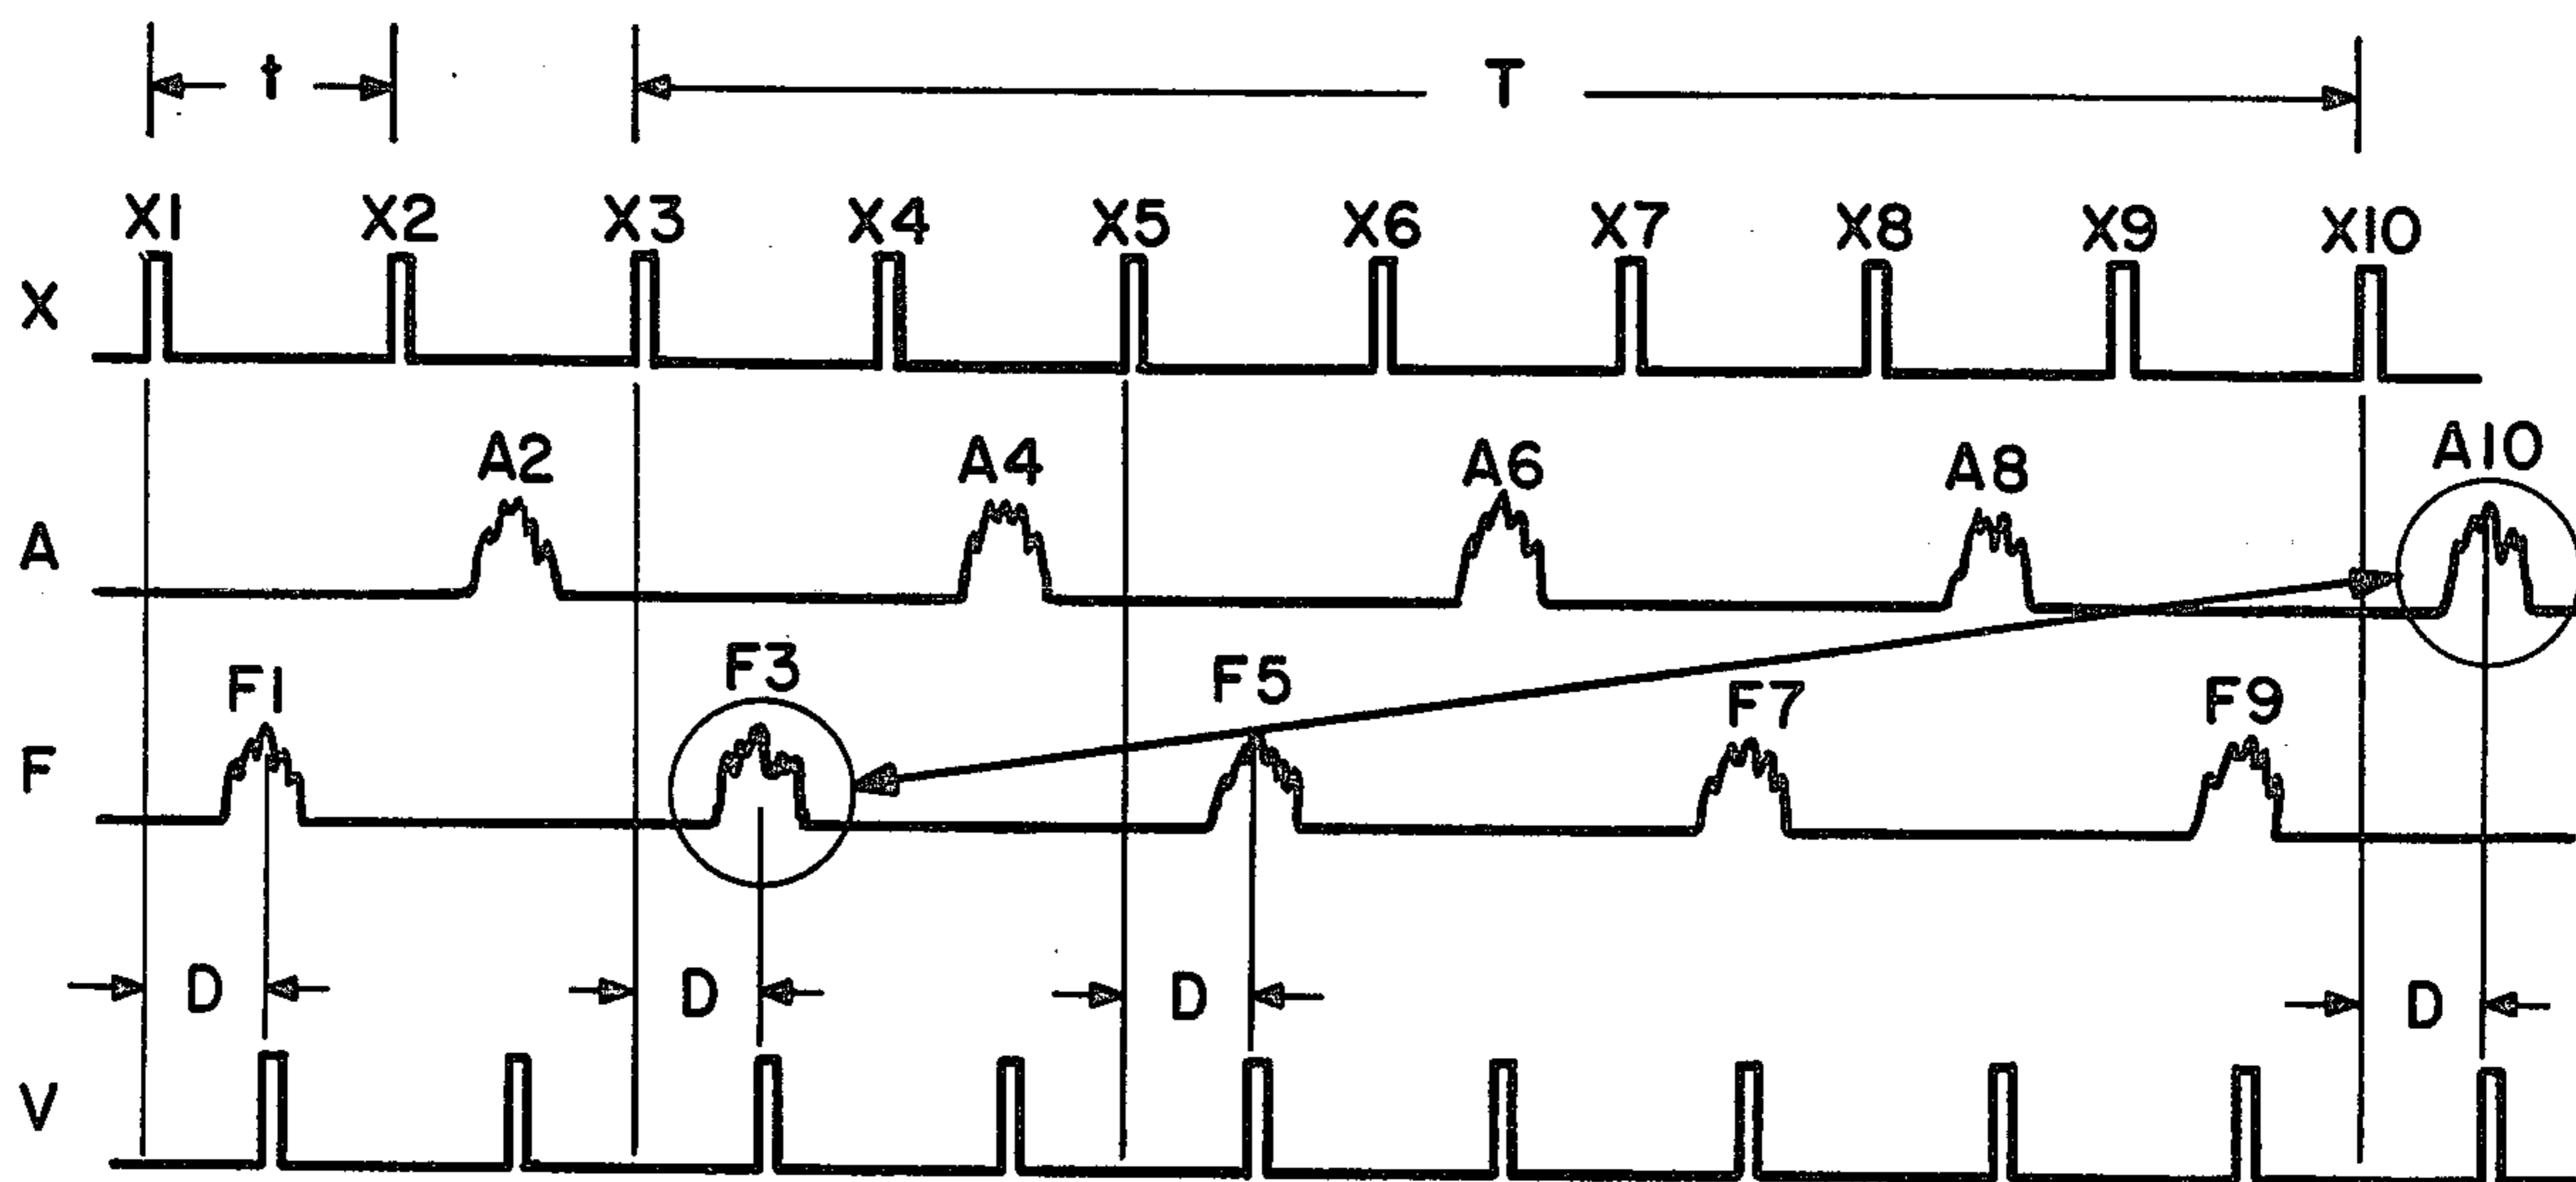 t T
X1 X2 X3 X4 X5 X6 X7 X8 X9 X10
X
A2 A4 A6 A8 A10
A
F1 F3 F5 F7 F9
F
D D D D
V